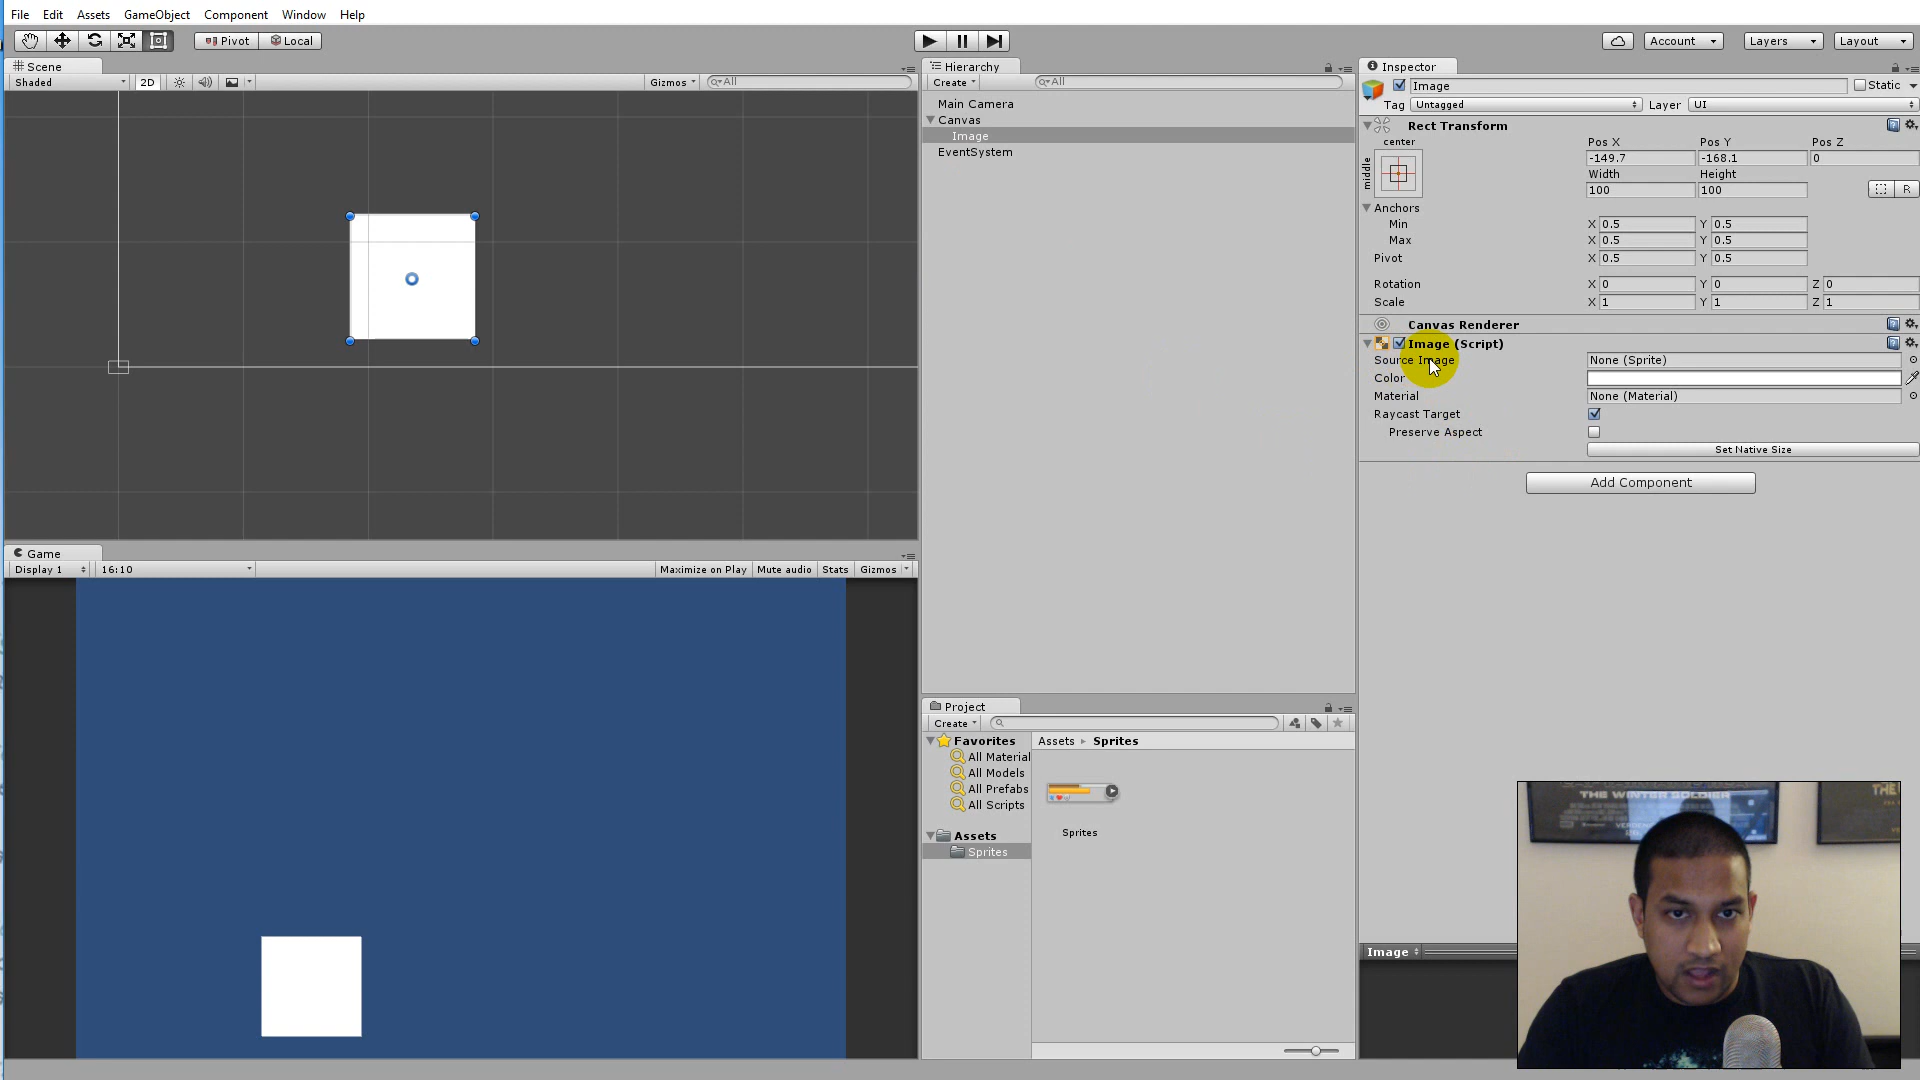 File Edit Assets GameObject Component Window Help
Pivot Local Account Layers Layout
Scene
Shaded 2D Gizmos All
Hierarchy
Create All
Main Camera
Canvas
Image
EventSystem
Inspector
Image Static
Tag Untagged Layer UI
Rect Transform
center
middle
Pos X Pos Y Pos Z
-149.7 -168.1 0
Width Height
100 100 R
Anchors
Min X 0.5 Y 0.5
Max X 0.5 Y 0.5
Pivot X 0.5 Y 0.5
Rotation X 0 Y 0 Z 0
Scale X 1 Y 1 Z 1
Canvas Renderer
Image (Script)
Source Image None (Sprite)
Color
Material None (Material)
Raycast Target
Preserve Aspect
Set Native Size
Add Component
Game
Display 1 16:10 Maximize on Play Mute audio Stats Gizmos
Project
Create
Favorites
All Material
All Models
All Prefabs
All Scripts
Assets
Sprites
Assets Sprites
Sprites
Image
THE WINTER SOLDIER
THE